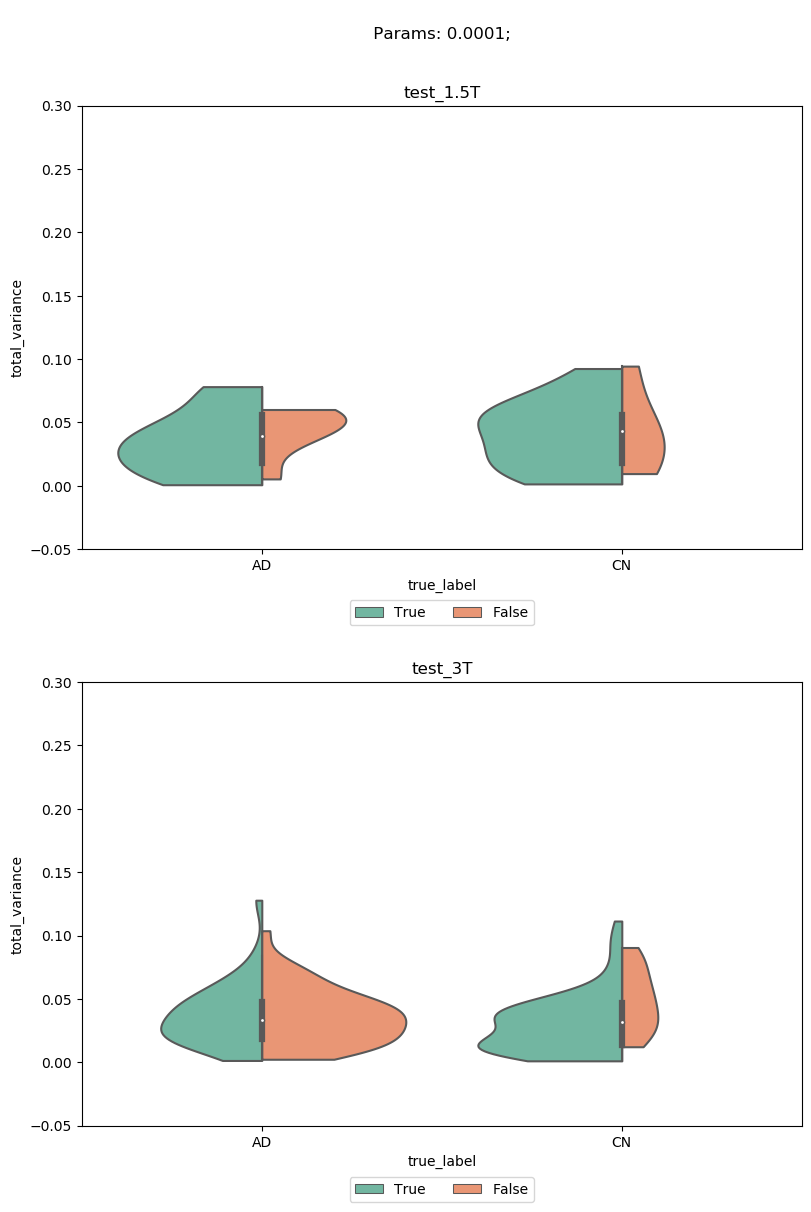 Params: 0.0001;
test_1.5T
0.30
0.25
0.20
0.15
0.10
0.05
0.00
−0.05
total_variance
AD
CN
true_label
True
False
test_3T
0.30
0.25
0.20
0.15
0.10
0.05
0.00
−0.05
total_variance
AD
CN
true_label
True
False